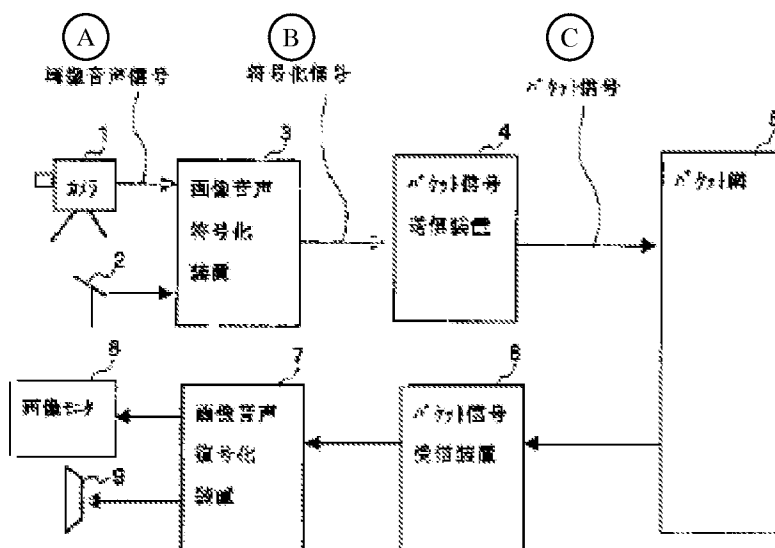 A
B
C
画像音声信号
符号化信号
パケット信号
1
3
4
5
カメラ
画像音声
符号化
装置
パケット信号
送信装置
パケット網
2
8
7
6
画像モニタ
画像音声
復号化
装置
パケット信号
受信装置
9